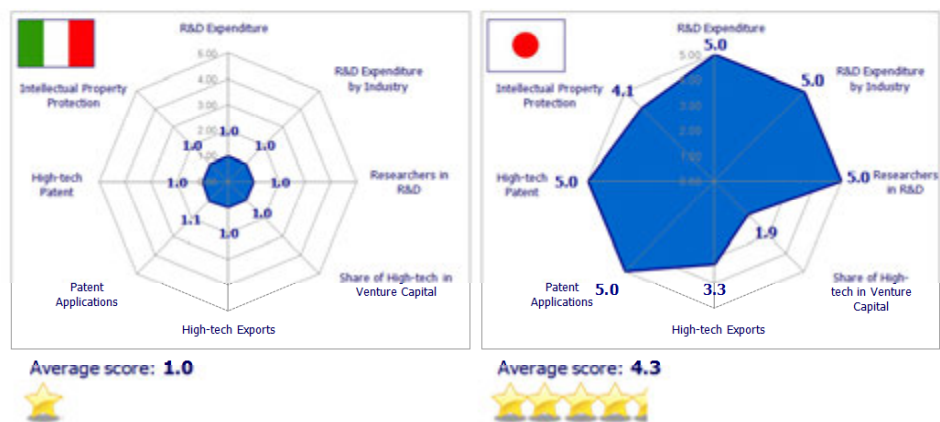 R&D Expenditure
R&D Expenditure
by Industry
Researchers in
R&D
Share of High-tech in
Venture Capital
High-tech Exports
Patent
Applications
High-tech
Patent
Intellectual Property
Protection
5.00
4.00
3.00
2.00
1.00
1.0
1.0
1.0
1.0
1.0
1.1
1.0
1.0
Average score: 1.0
R&D Expenditure
R&D Expenditure
by Industry
Researchers
in R&D
Share of High-
tech in Venture
Capital
High-tech Exports
Patent
Applications
High-tech
Patent
Intellectual Property
Protection
5.00
4.00
3.00
2.00
1.00
0.00
5.0
5.0
5.0
1.9
3.3
5.0
5.0
4.1
Average score: 4.3